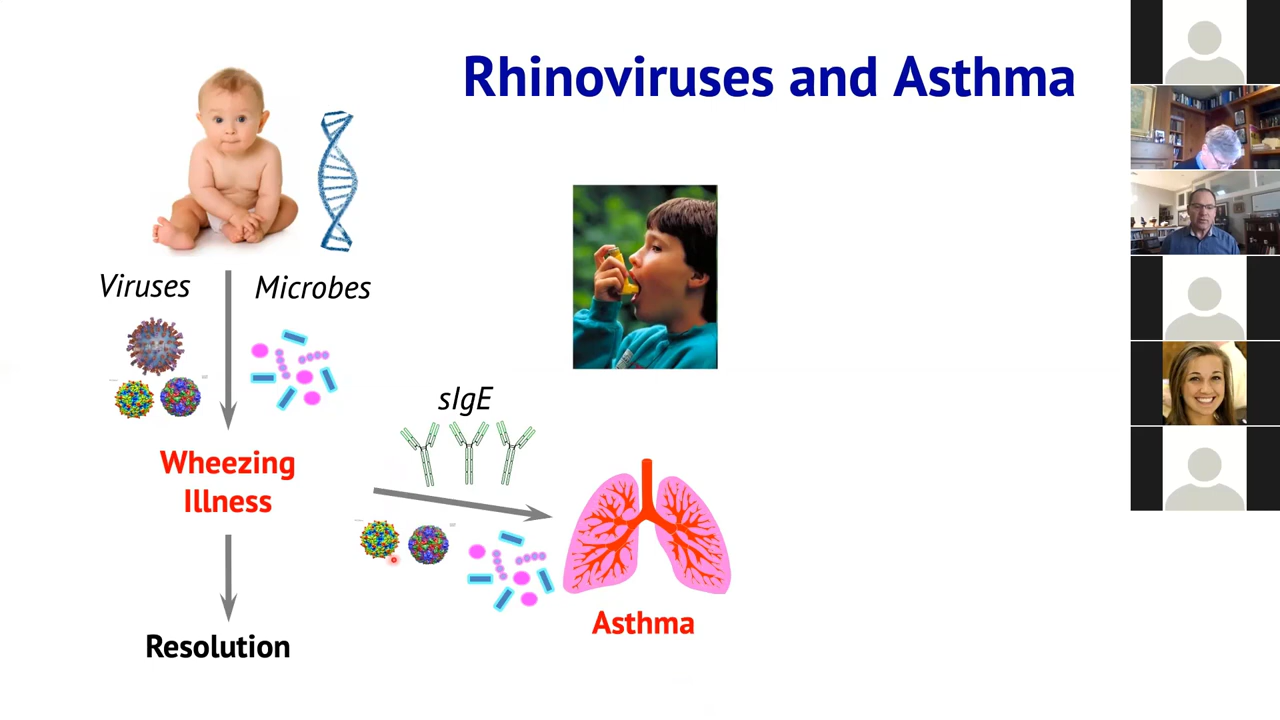 Rhinoviruses and Asthma
Viruses
Microbes
sIgE
Wheezing
Illness
Asthma
Resolution